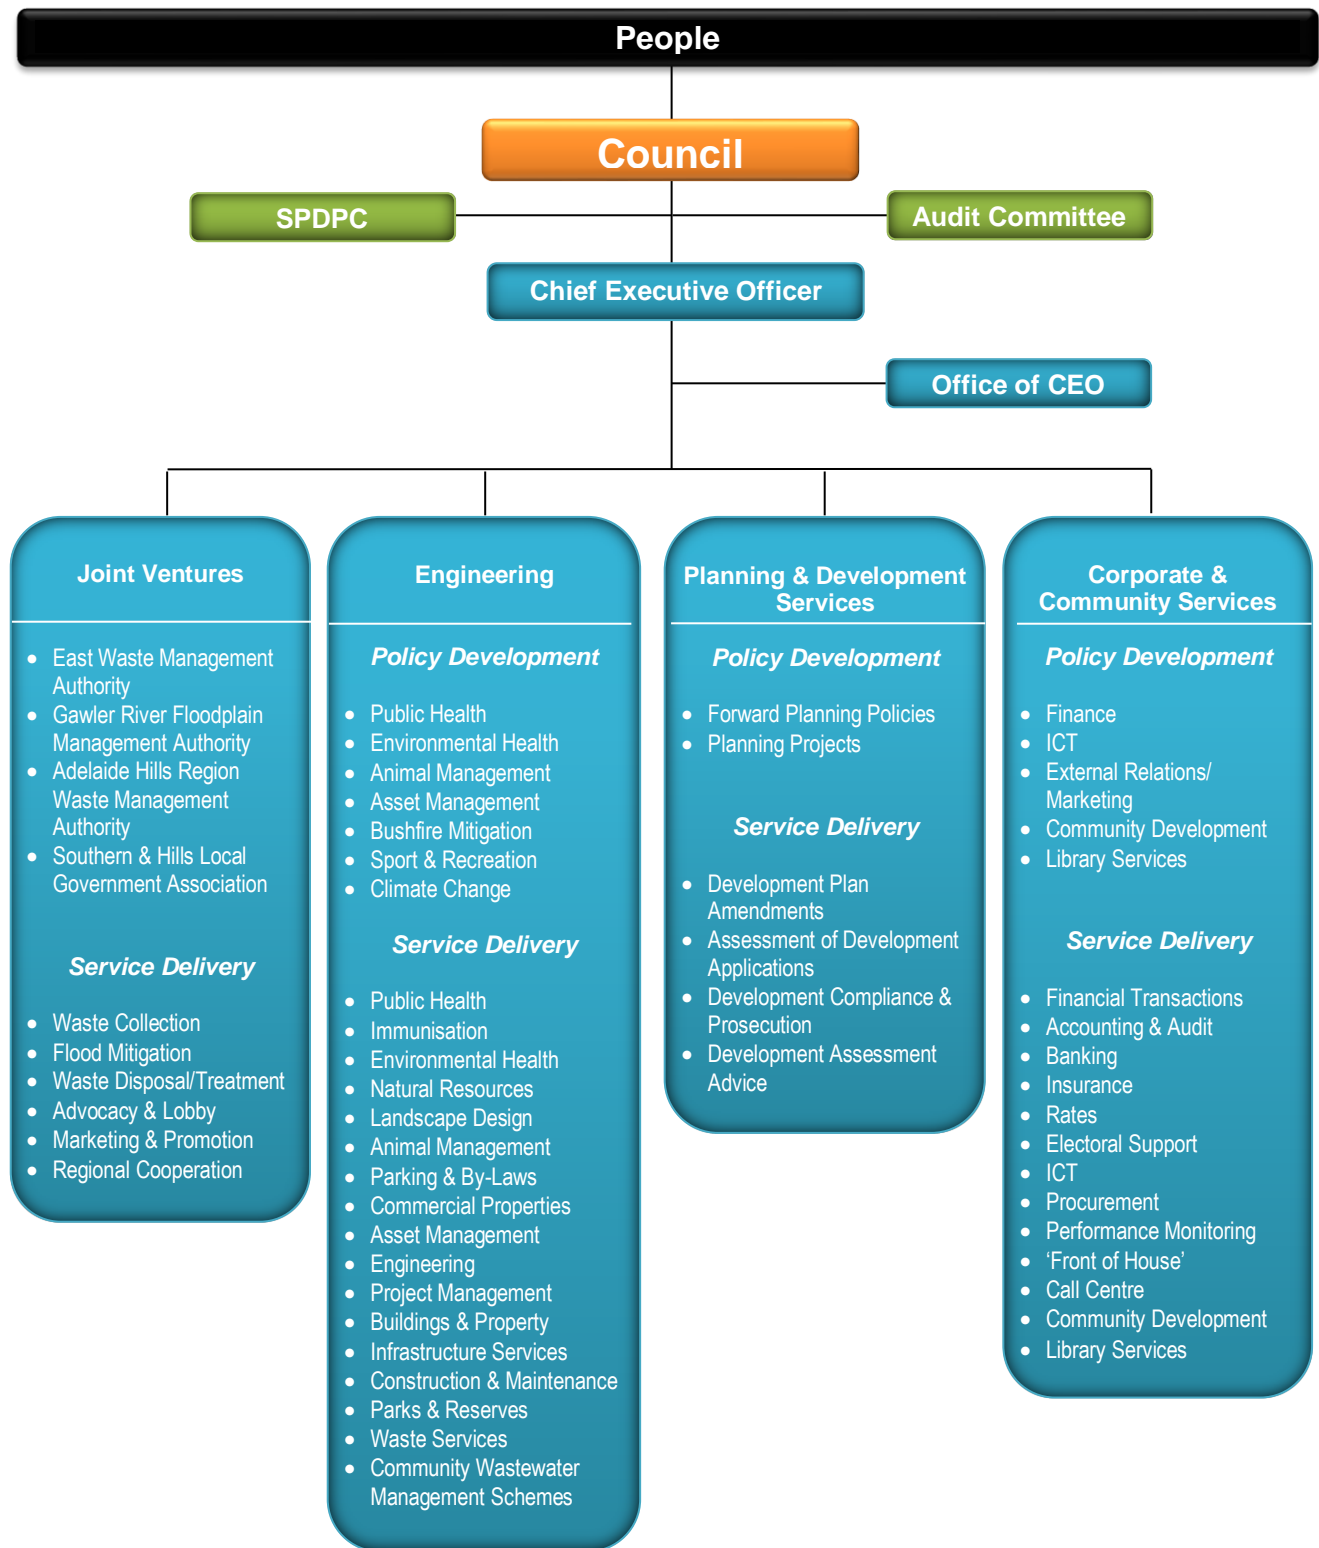 People
Council
SPDPC
Audit Committee
Chief Executive Officer
Office of CEO
Joint Ventures
• East Waste Management
Authority
• Gawler River Floodplain
Management Authority
• Adelaide Hills Region
Waste Management
Authority
• Southern & Hills Local
Government Association
Service Delivery
• Waste Collection
• Flood Mitigation
• Waste Disposal/Treatment
• Advocacy & Lobby
• Marketing & Promotion
• Regional Cooperation
Engineering
Policy Development
• Public Health
• Environmental Health
• Animal Management
• Asset Management
• Bushfire Mitigation
• Sport & Recreation
• Climate Change
Service Delivery
• Public Health
• Immunisation
• Environmental Health
• Natural Resources
• Landscape Design
• Animal Management
• Parking & By-Laws
• Commercial Properties
• Asset Management
• Engineering
• Project Management
• Buildings & Property
• Infrastructure Services
• Construction & Maintenance
• Parks & Reserves
• Waste Services
• Community Wastewater
Management Schemes
Planning & Development
Services
Policy Development
• Forward Planning Policies
• Planning Projects
Service Delivery
• Development Plan
Amendments
• Assessment of Development
Applications
• Development Compliance &
Prosecution
• Development Assessment
Advice
Corporate &
Community Services
Policy Development
• Finance
• ICT
• External Relations/
Marketing
• Community Development
• Library Services
Service Delivery
• Financial Transactions
• Accounting & Audit
• Banking
• Insurance
• Rates
• Electoral Support
• ICT
• Procurement
• Performance Monitoring
• ‘Front of House’
• Call Centre
• Community Development
• Library Services